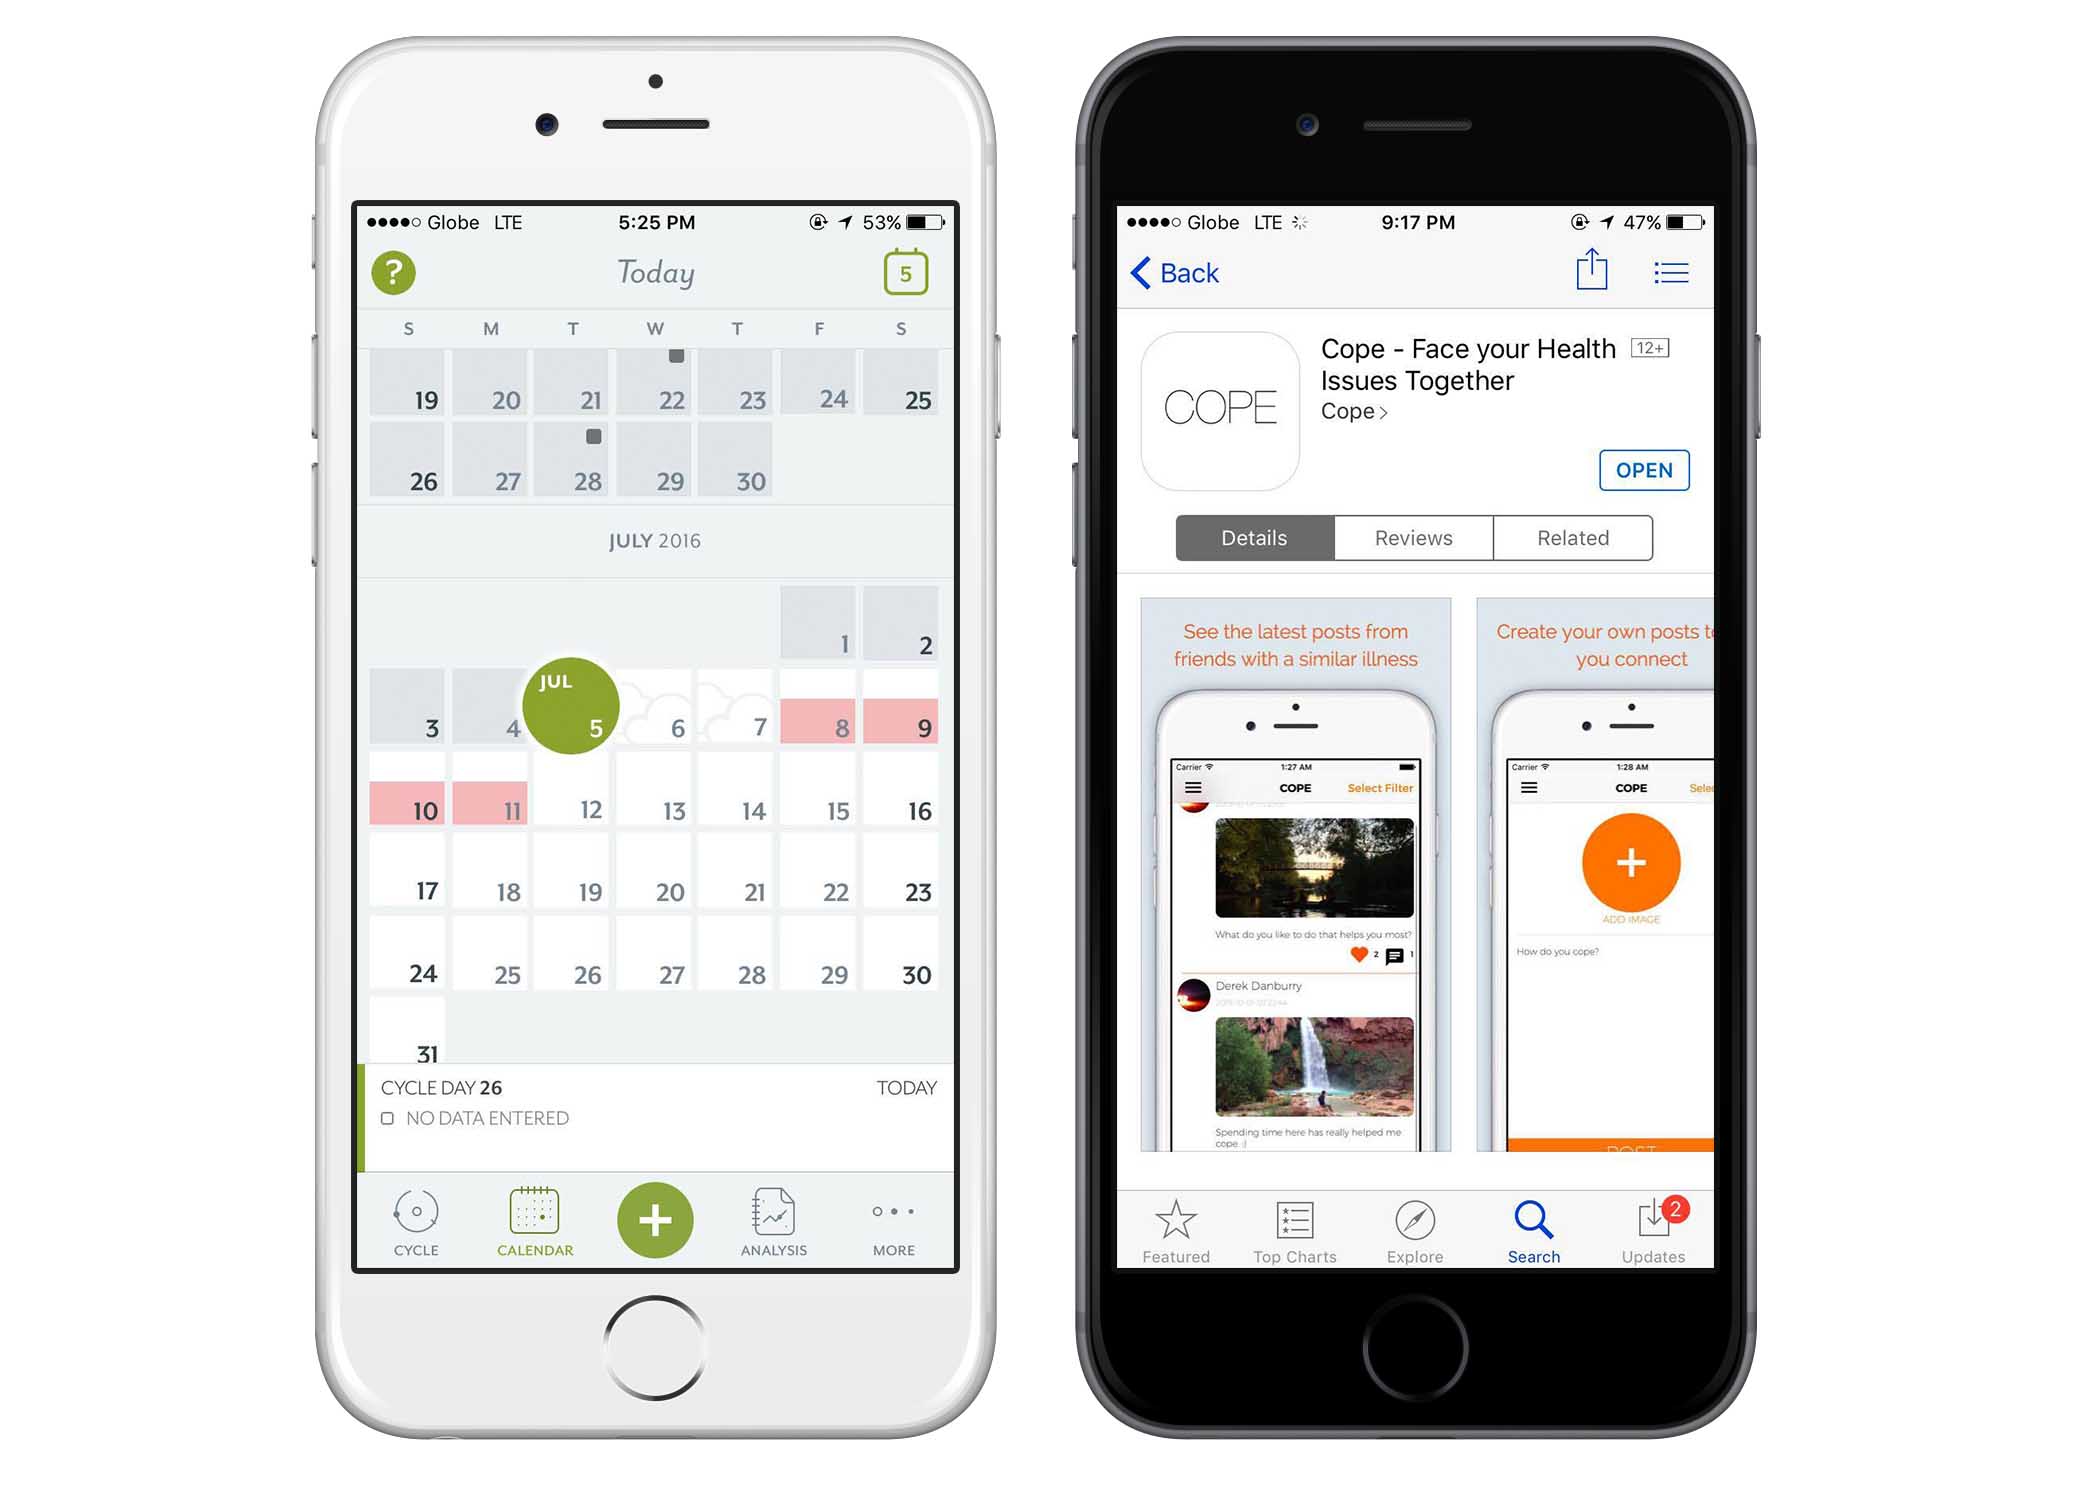 Globe LTE 5:25 PM 53%
? Today 5
S M T W T F S
19 20 21 22 23 24 25
26 27 28 29 30
JULY 2016
1 2
JUL
3 4 5 6 7 8 9
10 11 12 13 14 15 16
17 18 19 20 21 22 23
24 25 26 27 28 29 30
31
CYCLE DAY 26 TODAY
NO DATA ENTERED
CYCLE CALENDAR ANALYSIS MORE
Globe LTE 9:17 PM 47%
Back
COPE
Cope - Face your Health 12+
Issues Together
Cope >
OPEN
Details Reviews Related
See the latest posts from
friends with a similar illness
Carrier 1:27 AM
COPE Select Filter
What do you like to do that helps you most?
2 1
Derek Danburry
Spending time here has really helped me
cope :)
Create your own posts
you connect
Carrier 1:28 AM
COPE
+
ADD IMAGE
How do you cope?
POST
2
Featured Top Charts Explore Search Updates